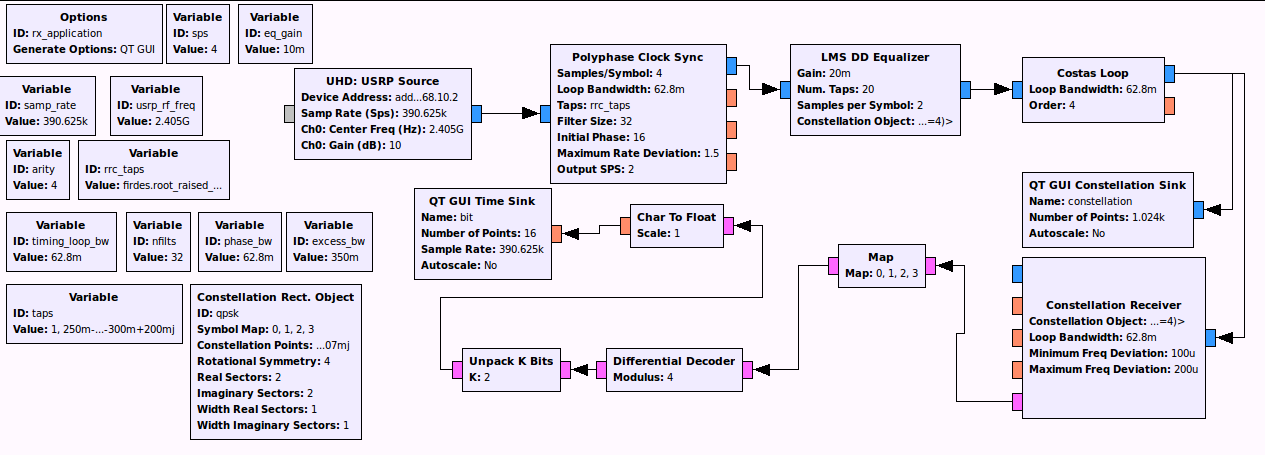 Options
ID: rx_application
Generate Options: QT GUI
Variable
ID: sps
Value: 4
Variable
ID: eq_gain
Value: 10m
Variable
ID: samp_rate
Value: 390.625k
Variable
ID: usrp_rf_freq
Value: 2.405G
Variable
ID: arity
Value: 4
Variable
ID: rrc_taps
Value: firdes.root_raised_...
Variable
ID: timing_loop_bw
Value: 62.8m
Variable
ID: nfilts
Value: 32
Variable
ID: phase_bw
Value: 62.8m
Variable
ID: excess_bw
Value: 350m
Variable
ID: taps
Value: 1, 250m-...-300m+200mj
Constellation Rect. Object
ID: qpsk
Symbol Map: 0, 1, 2, 3
Constellation Points: ...07mj
Rotational Symmetry: 4
Real Sectors: 2
Imaginary Sectors: 2
Width Real Sectors: 1
Width Imaginary Sectors: 1
UHD: USRP Source
Device Address: add...68.10.2
Samp Rate (Sps): 390.625k
Ch0: Center Freq (Hz): 2.405G
Ch0: Gain (dB): 10
Polyphase Clock Sync
Samples/Symbol: 4
Loop Bandwidth: 62.8m
Taps: rrc_taps
Filter Size: 32
Initial Phase: 16
Maximum Rate Deviation: 1.5
Output SPS: 2
LMS DD Equalizer
Gain: 20m
Num. Taps: 20
Samples per Symbol: 2
Constellation Object: ...=4)>
Costas Loop
Loop Bandwidth: 62.8m
Order: 4
QT GUI Constellation Sink
Name: constellation
Number of Points: 1.024k
Autoscale: No
Constellation Receiver
Constellation Object: ...=4)>
Loop Bandwidth: 62.8m
Minimum Freq Deviation: 100u
Maximum Freq Deviation: 200u
Map
Map: 0, 1, 2, 3
Differential Decoder
Modulus: 4
Unpack K Bits
K: 2
Char To Float
Scale: 1
QT GUI Time Sink
Name: bit
Number of Points: 16
Sample Rate: 390.625k
Autoscale: No